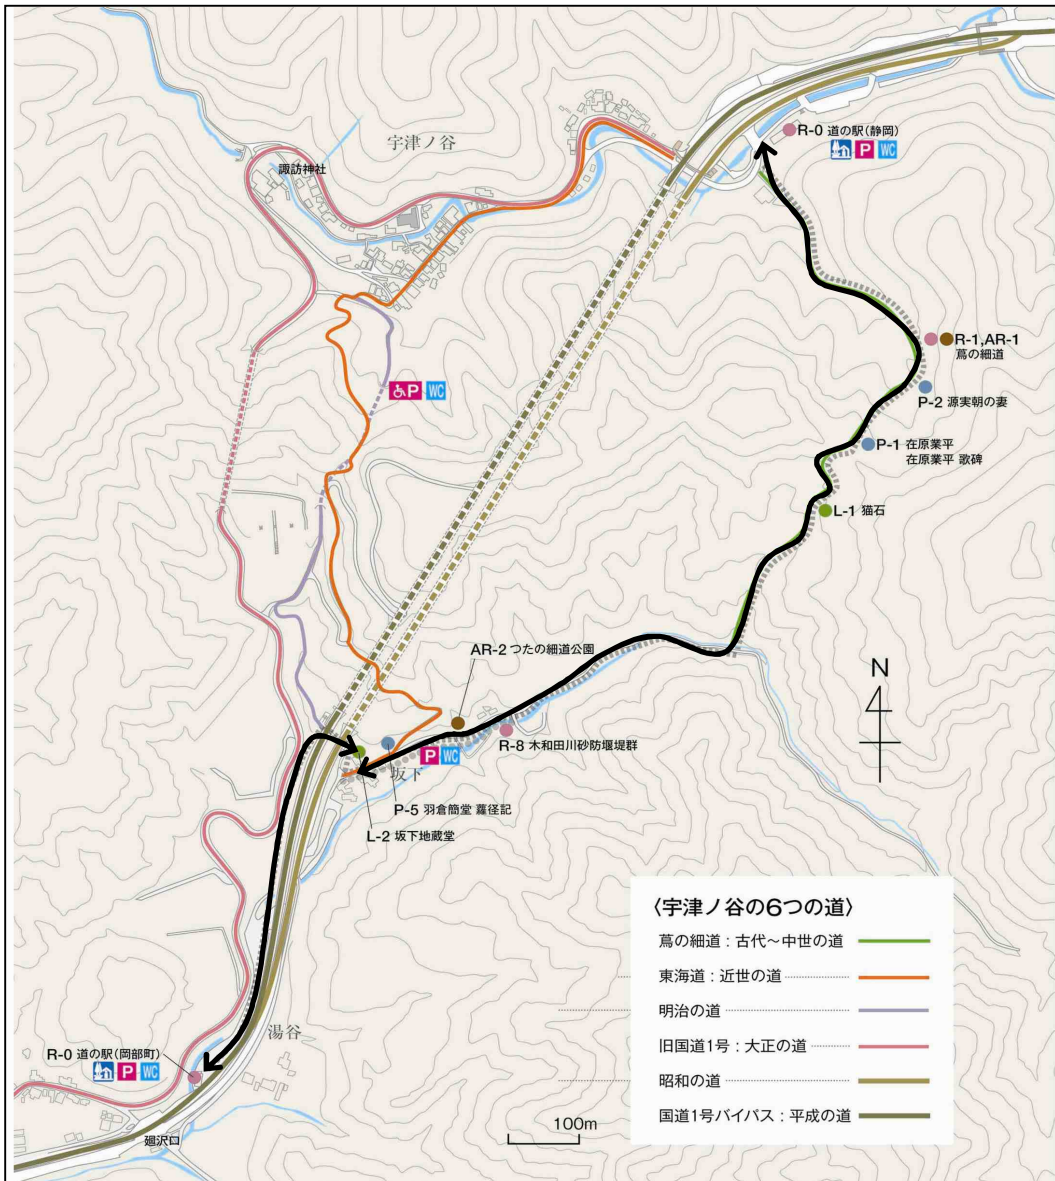 宇津ノ谷
R-0 道の駅(静岡)
P WC
諏訪神社
R-1,AR-1
蔦の細道
P WC
P-2 源実朝の妻
P-1 在原業平
在原業平 歌碑
L-1 猫石
AR-2 つたの細道公園
N
R-8 木和田川砂防堰堤群
P WC
坂下
P-5 羽倉簡堂 蘿径記
L-2 坂下地蔵堂
〈宇津ノ谷の6つの道〉
蔦の細道:古代~中世の道
東海道:近世の道
明治の道
旧国道1号:大正の道
昭和の道
国道1号バイパス:平成の道
湯谷
R-0 道の駅(岡部町)
P WC
廻沢口
100m